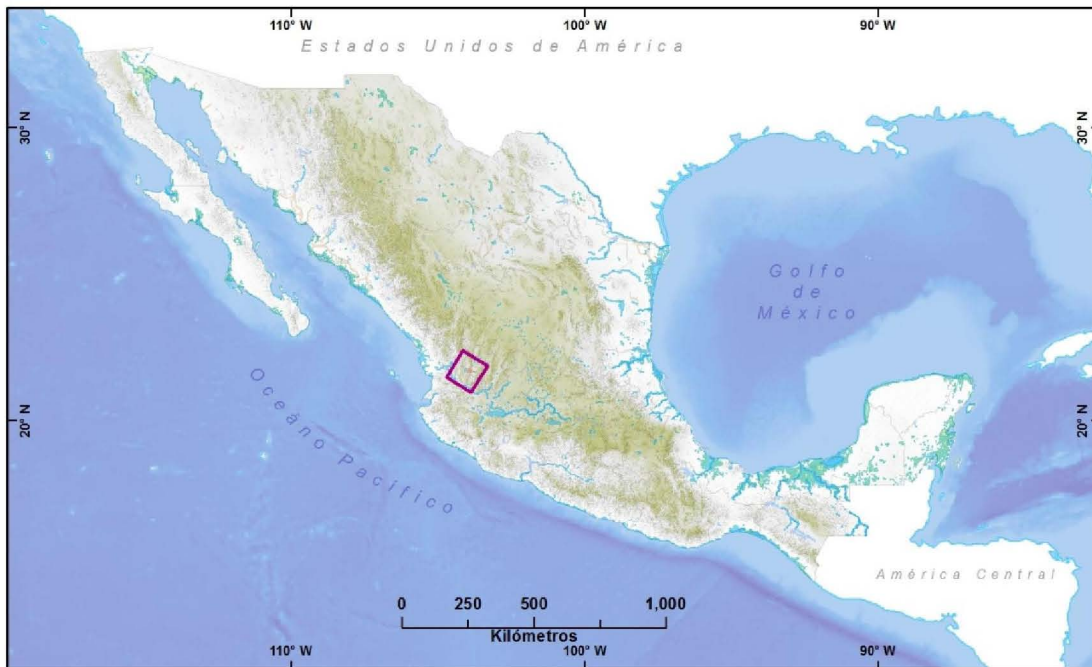 110° W 100° W 90° W
Estados Unidos de América
30° N 30° N
Golfo
de
México
Océano Pacífico
20° N 20° N
América Central
0 250 500 1,000
Kilómetros
110° W 100° W 90° W